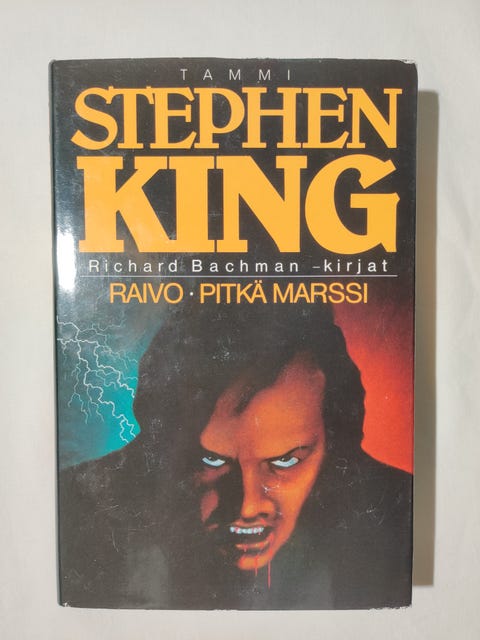 TAMMI
STEPHEN
KING
Richard Bachman -kirjat
RAIVO · PITKÄ MARSSI